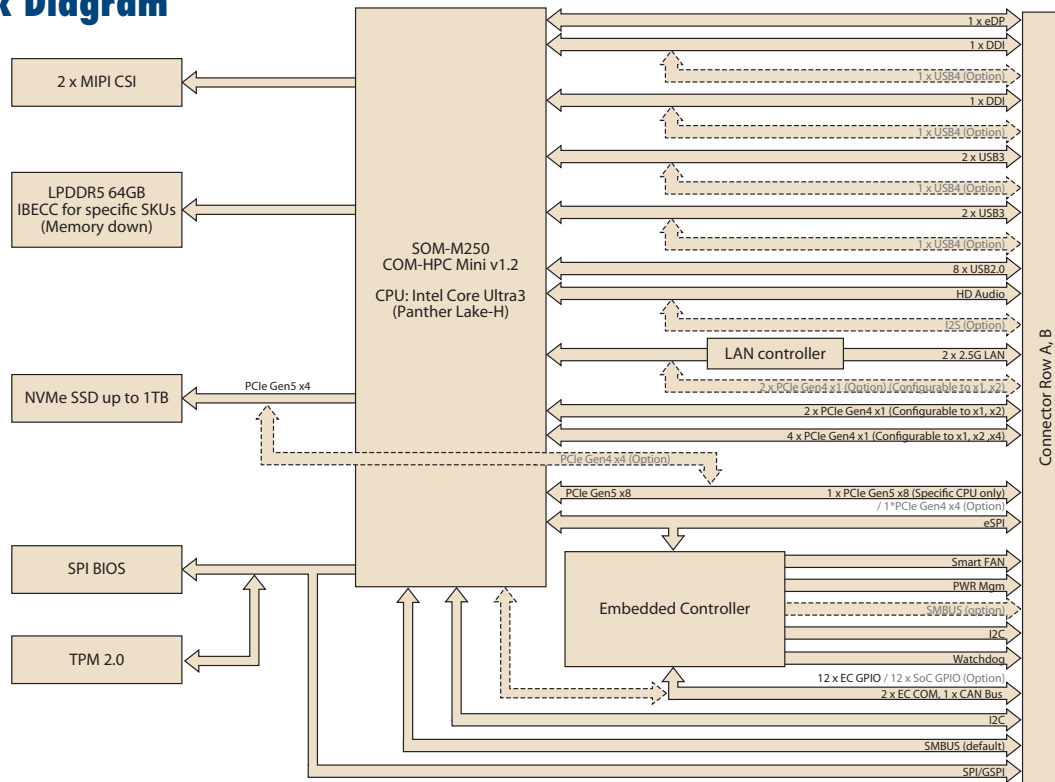 k Diagram
2 x MIPI CSI
LPDDR5 64GB
IBECC for specific SKUs
(Memory down)
NVMe SSD up to 1TB
SPI BIOS
TPM 2.0
PCIe Gen5 x4
SOM-M250
COM-HPC Mini v1.2
CPU: Intel Core Ultra3
(Panther Lake-H)
1 x eDP
1 x DDI
1 x USB4 (Option)
1 x DDI
1 x USB4 (Option)
2 x USB3
1 x USB4 (Option)
2 x USB3
1 x USB4 (Option)
8 x USB2.0
HD Audio
I2S (Option)
LAN controller
2 x 2.5G LAN
2 x PCIe Gen4 x1 (Option) (Configurable to x1, x2)
2 x PCIe Gen4 x1 (Configurable to x1, x2)
4 x PCIe Gen4 x1 (Configurable to x1, x2 ,x4)
PCIe Gen4 x4 (Option)
PCIe Gen5 x8
1 x PCIe Gen5 x8 (Specific CPU only)
/ 1*PCIe Gen4 x4 (Option)
eSPI
Embedded Controller
Smart FAN
PWR Mgm
SMBUS (option)
I2C
Watchdog
12 x EC GPIO / 12 x SoC GPIO (Option)
2 x EC COM, 1 x CAN Bus
I2C
SMBUS (default)
SPI/GSPI
Connector Row A, B